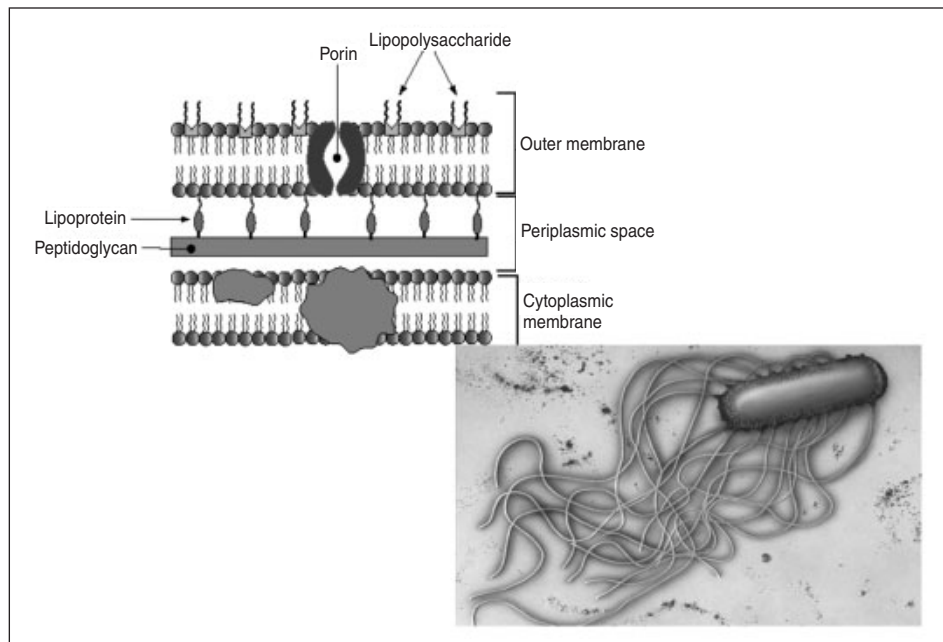 Lipopolysaccharide
Porin
Outer membrane
Lipoprotein
Periplasmic space
Peptidoglycan
Cytoplasmic
membrane